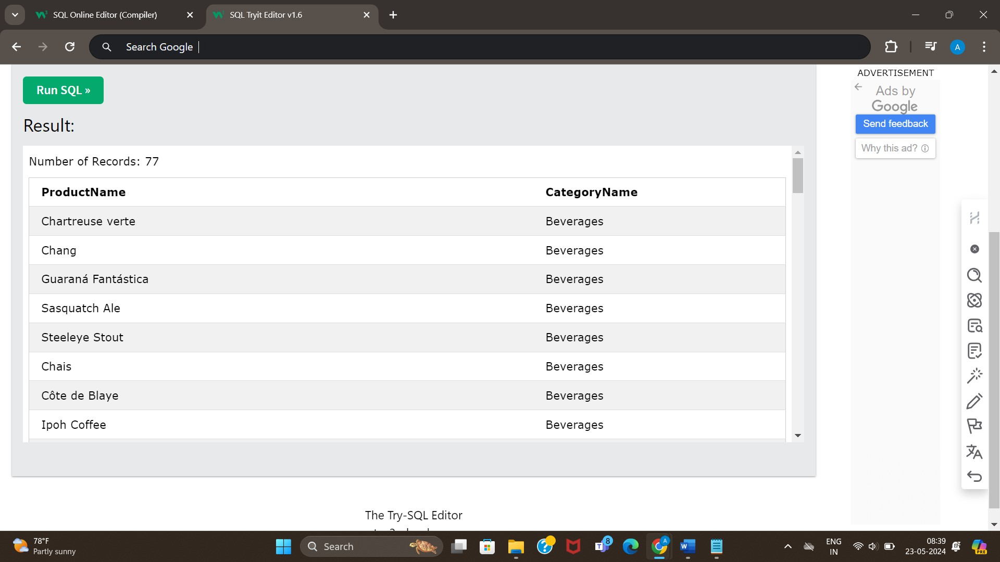 SQL Online Editor (Compiler)
SQL Tryit Editor v1.6
Search Google
A
ADVERTISEMENT
Run SQL »
Ads by
Google
Send feedback
Why this ad?
Result:
Number of Records: 77
ProductName CategoryName
Chartreuse verte Beverages
Chang Beverages
Guaraná Fantástica Beverages
Sasquatch Ale Beverages
Steeleye Stout Beverages
Chais Beverages
Côte de Blaye Beverages
Ipoh Coffee Beverages
The Try-SQL Editor
78°F
Partly sunny
Search
8
A
ENG
IN
08:39
23-05-2024
PRE